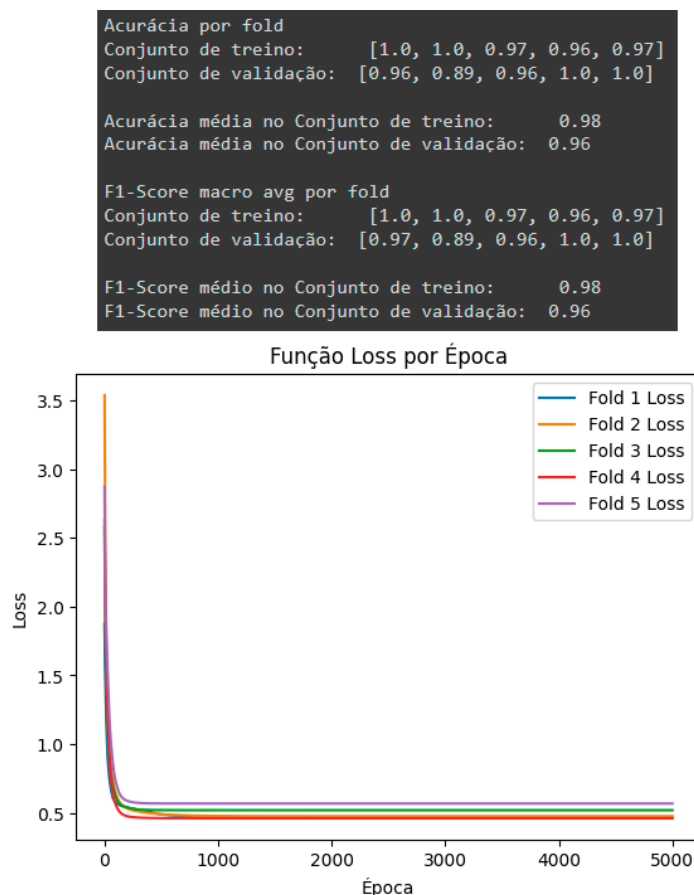 Acurácia por fold
Conjunto de treino: [1.0, 1.0, 0.97, 0.96, 0.97]
Conjunto de validação: [0.96, 0.89, 0.96, 1.0, 1.0]
Acurácia média no Conjunto de treino: 0.98
Acurácia média no Conjunto de validação: 0.96
F1-Score macro avg por fold
Conjunto de treino: [1.0, 1.0, 0.97, 0.96, 0.97]
Conjunto de validação: [0.97, 0.89, 0.96, 1.0, 1.0]
F1-Score médio no Conjunto de treino: 0.98
F1-Score médio no Conjunto de validação: 0.96
Função Loss por Época
Fold 1 Loss
Fold 2 Loss
Fold 3 Loss
Fold 4 Loss
Fold 5 Loss
Loss
3.5
3.0
2.5
2.0
1.5
1.0
0.5
0 1000 2000 3000 4000 5000
Época